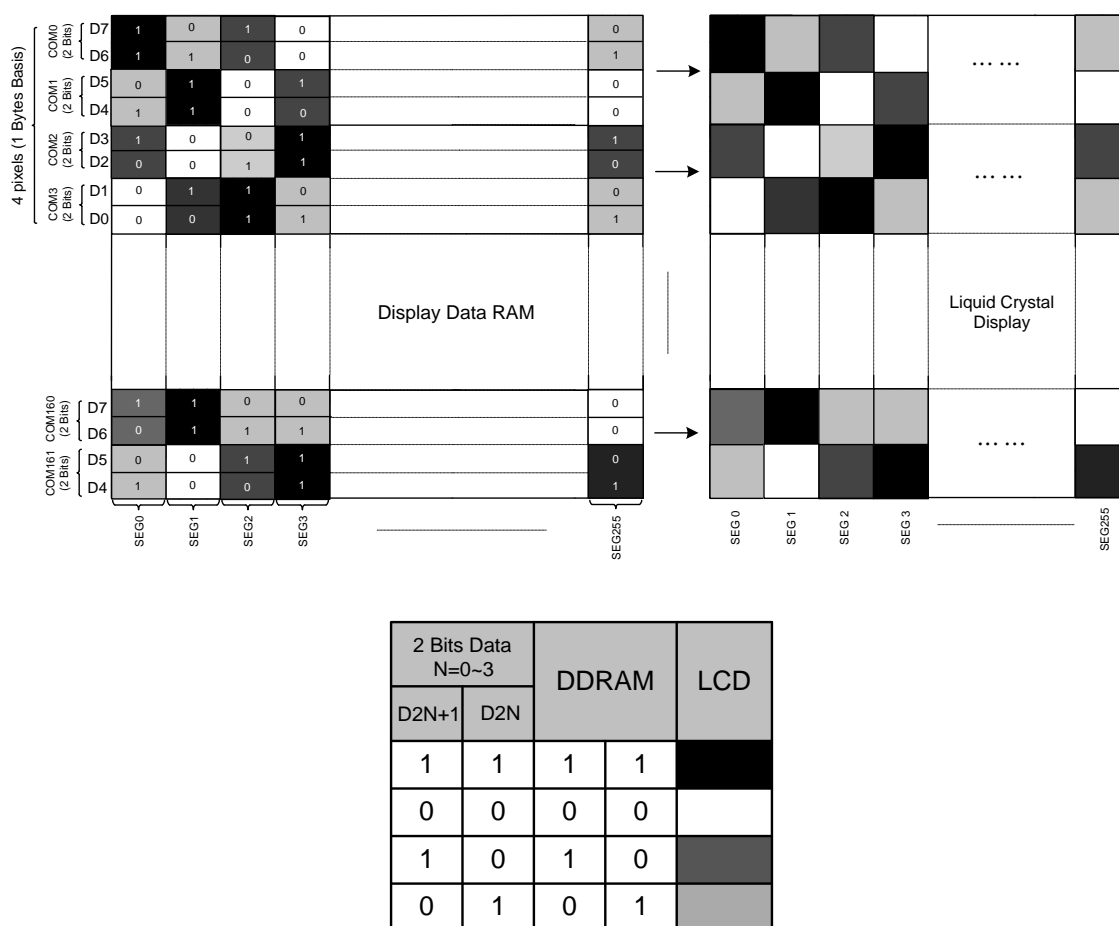 4 pixels (1 Bytes Basis)
COM0
(2 Bits)
D7 1 0 1 0 0
D6 1 1 0 0 1
COM1
(2 Bits)
D5 0 1 0 1 0
D4 1 1 0 0 0
COM2
(2 Bits)
D3 1 0 0 1 1
D2 0 0 1 1 0
COM3
(2 Bits)
D1 0 1 1 0 0
D0 0 0 1 1 1
... ...
... ...
Display Data RAM
Liquid Crystal
Display
COM160
(2 Bits)
D7 1 1 0 0 0
D6 0 1 1 1 0
COM161
(2 Bits)
D5 0 0 1 1 0
D4 1 0 0 1 1
... ...
SEG0 SEG1 SEG2 SEG3 SEG255
SEG 0 SEG 1 SEG 2 SEG 3 SEG255
2 Bits Data
N=0~3
DDRAM LCD
D2N+1 D2N
1 1 1 1
0 0 0 0
1 0 1 0
0 1 0 1